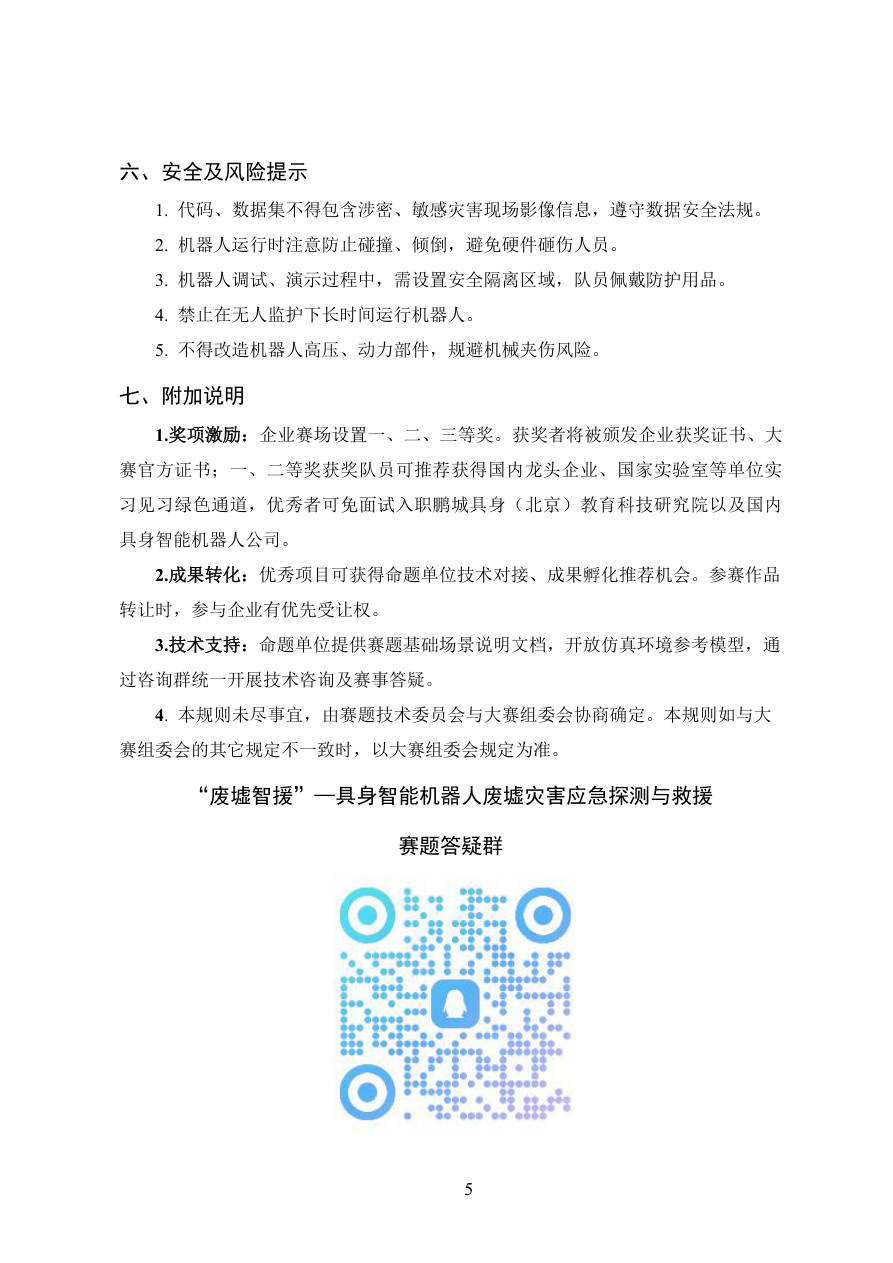 六、安全及风险提示
1. 代码、数据集不得包含涉密、敏感灾害现场影像信息，遵守数据安全法规。
2. 机器人运行时注意防止碰撞、倾倒，避免硬件砸伤人员。
3. 机器人调试、演示过程中，需设置安全隔离区域，队员佩戴防护用品。
4. 禁止在无人监护下长时间运行机器人。
5. 不得改造机器人高压、动力部件，规避机械夹伤风险。
七、附加说明
1.奖项激励：企业赛场设置一、二、三等奖。获奖者将被颁发企业获奖证书、大
赛官方证书；一、二等奖获奖队员可推荐获得国内龙头企业、国家实验室等单位实
习见习绿色通道，优秀者可免面试入职鹏城具身（北京）教育科技研究院以及国内
具身智能机器人公司。
2.成果转化：优秀项目可获得命题单位技术对接、成果孵化推荐机会。参赛作品
转让时，参与企业有优先受让权。
3.技术支持：命题单位提供赛题基础场景说明文档，开放仿真环境参考模型，通
过咨询群统一开展技术咨询及赛事答疑。
4. 本规则未尽事宜，由赛题技术委员会与大赛组委会协商确定。本规则如与大
赛组委会的其它规定不一致时，以大赛组委会规定为准。
“废墟智援”—具身智能机器人废墟灾害应急探测与救援
赛题答疑群
5